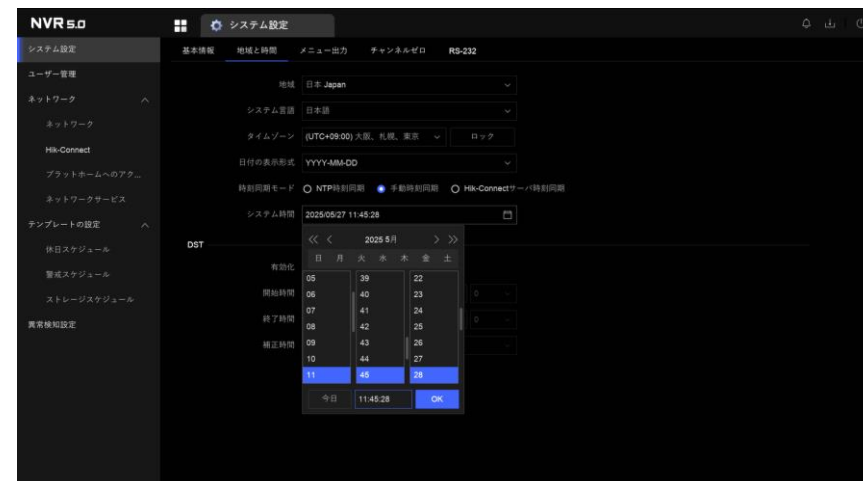 NVR 5.0
システム設定
システム設定
ユーザー管理
ネットワーク
ネットワーク
Hik-Connect
プラットホームへのアク...
ネットワークサービス
テンプレートの設定
休日スケジュール
警戒スケジュール
ストレージスケジュール
異常検知設定
基本情報 地域と時間 メニュー出力 チャンネルゼロ RS-232
地域 日本 Japan
システム言語 日本語
タイムゾーン (UTC+09:00) 大阪、札幌、東京 ロック
日付の表示形式 YYYY-MM-DD
時刻同期モード NTP時刻同期 手動時刻同期 Hik-Connectサーバ時刻同期
システム時間 2025/05/27 11:45:28
<< < 2025 5月 > >>
DST
日 月 火 水 木 金 土
有効化
05 39 22
開始時間 06 40 23 0
07 41 24
終了時間 08 42 25 0
補正時間 09 43 26
10 44 27
11 45 28
今日 11:45:28 OK